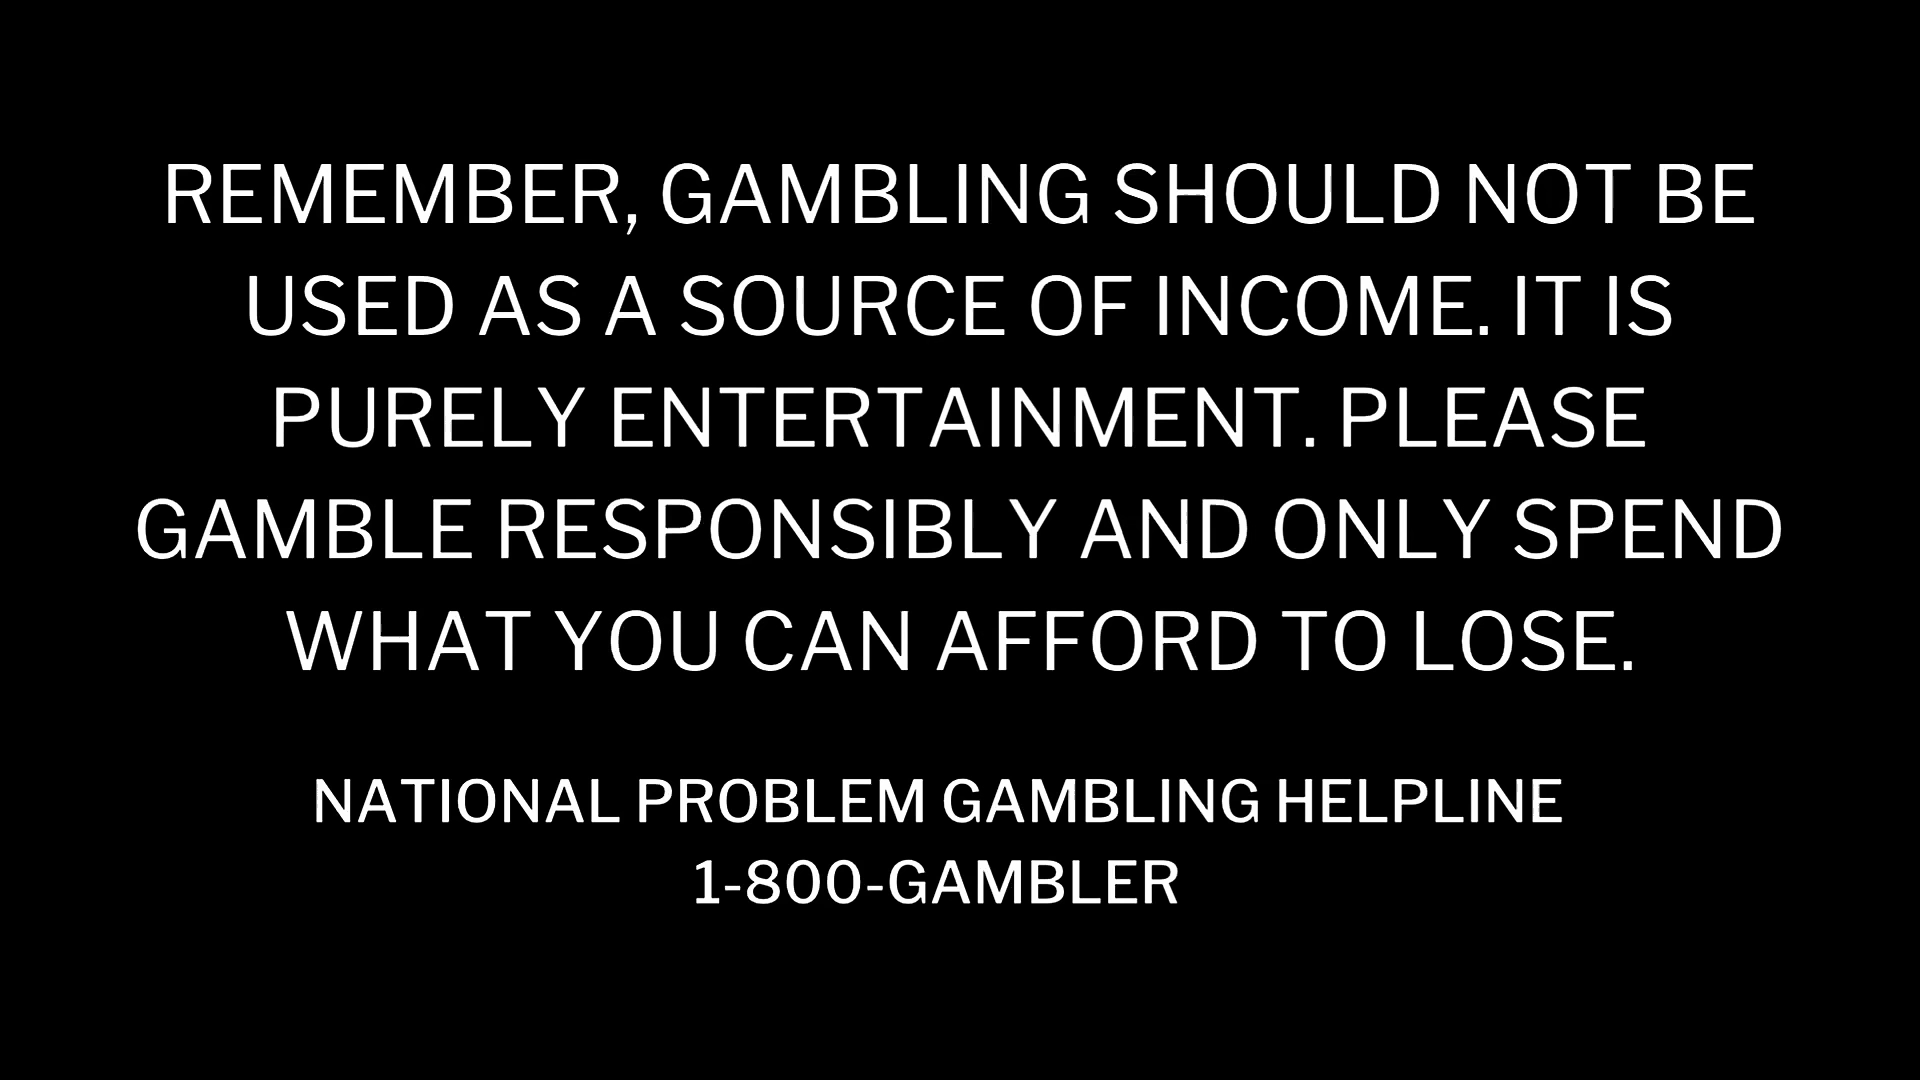 REMEMBER, GAMBLING SHOULD NOT BE
USED AS A SOURCE OF INCOME. IT IS
PURELY ENTERTAINMENT. PLEASE
GAMBLE RESPONSIBLY AND ONLY SPEND
WHAT YOU CAN AFFORD TO LOSE.
NATIONAL PROBLEM GAMBLING HELPLINE
1-800-GAMBLER